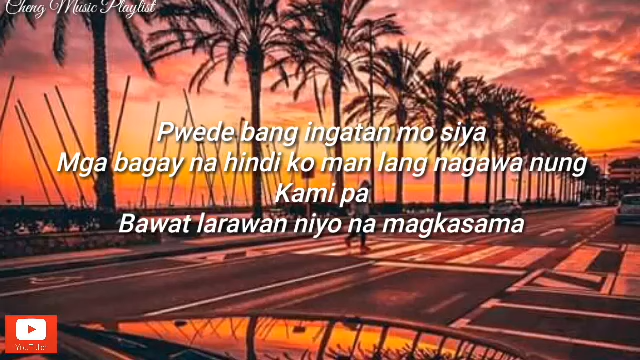 Cheng Music Playlist
Pwede bang ingatan mo siya
Mga bagay na hindi ko man lang nagawa nung
Kami pa
Bawat larawan niyo na magkasama
YouTube